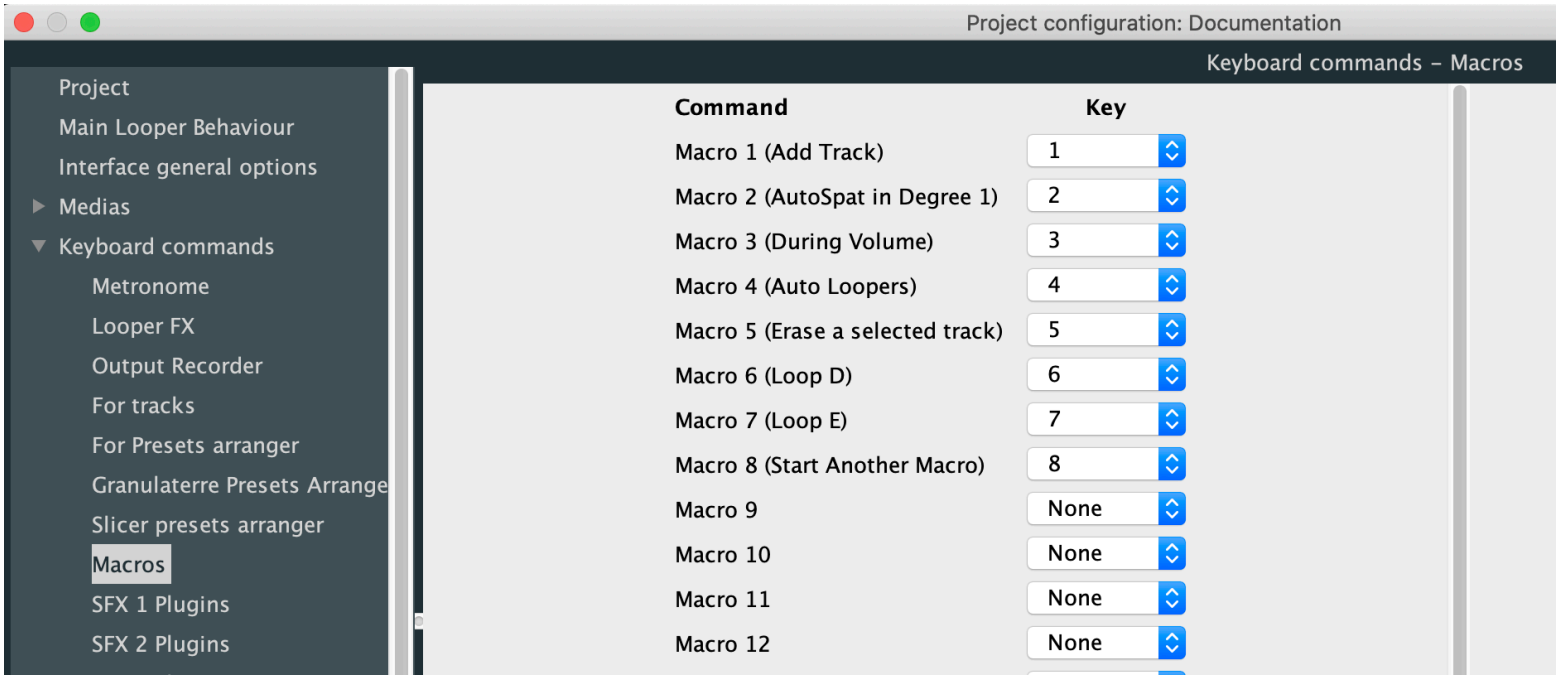 Project configuration: Documentation
Keyboard commands – Macros
Project
Main Looper Behaviour
Interface general options
Medias
Keyboard commands
Metronome
Looper FX
Output Recorder
For tracks
For Presets arranger
Granulaterre Presets Arrange
Slicer presets arranger
Macros
SFX 1 Plugins
SFX 2 Plugins
Command Key
Macro 1 (Add Track) 1
Macro 2 (AutoSpat in Degree 1) 2
Macro 3 (During Volume) 3
Macro 4 (Auto Loopers) 4
Macro 5 (Erase a selected track) 5
Macro 6 (Loop D) 6
Macro 7 (Loop E) 7
Macro 8 (Start Another Macro) 8
Macro 9 None
Macro 10 None
Macro 11 None
Macro 12 None